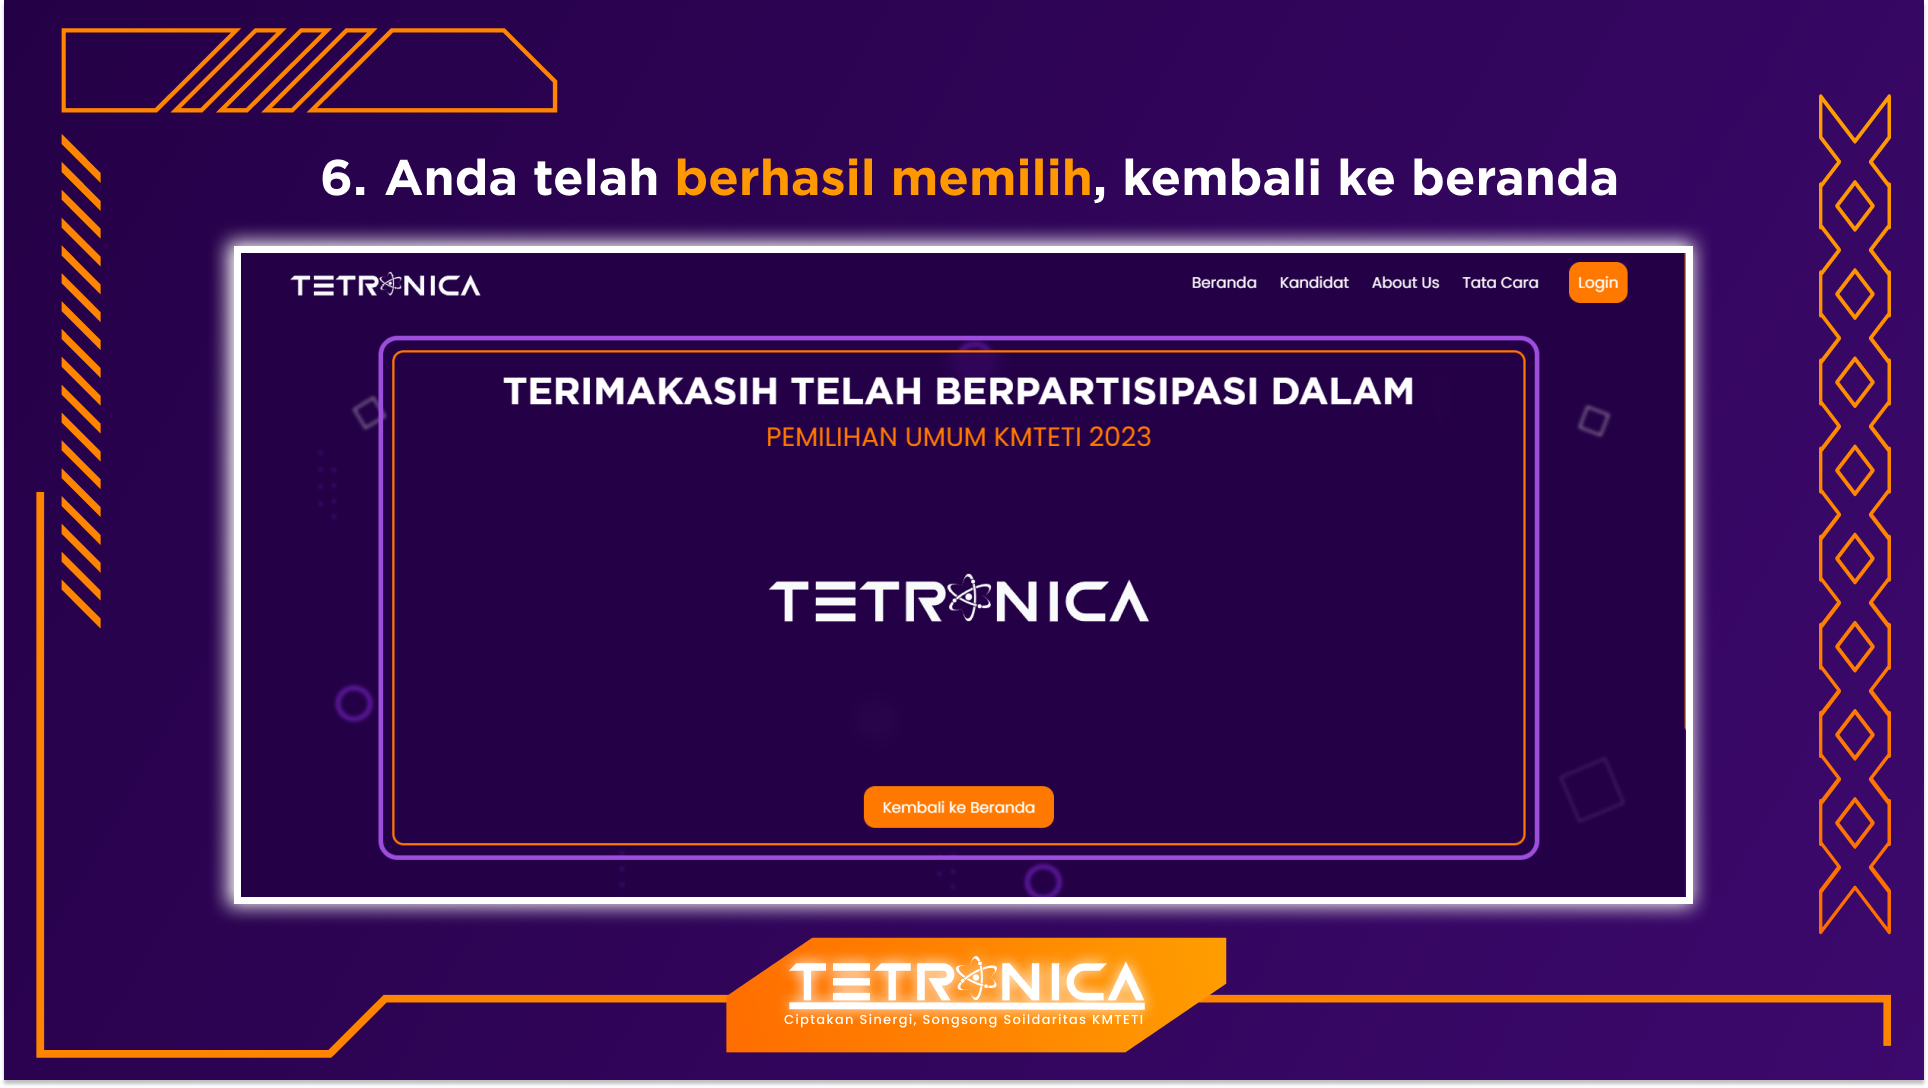 6. Anda telah berhasil memilih, kembali ke beranda
TETRONICA
Beranda Kandidat About Us Tata Cara Login
TERIMAKASIH TELAH BERPARTISIPASI DALAM
PEMILIHAN UMUM KMTETI 2023
TETRONICA
Kembali ke Beranda
TETRONICA
Ciptakan Sinergi, Songsong Soildaritas KMTETI